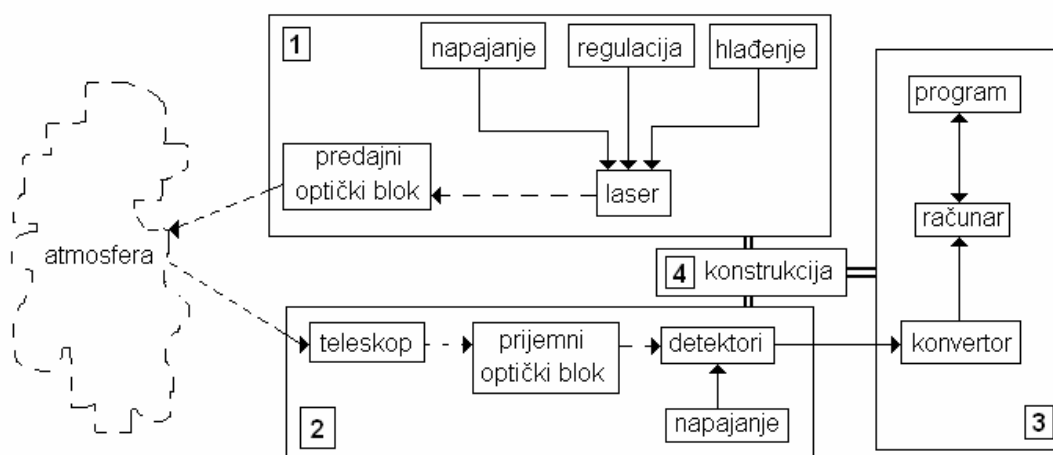 1
napajanje
regulacija
hlađenje
predajni
optički blok
laser
atmosfera
4
konstrukcija
teleskop
prijemni
optički blok
detektori
napajanje
2
program
računar
konvertor
3